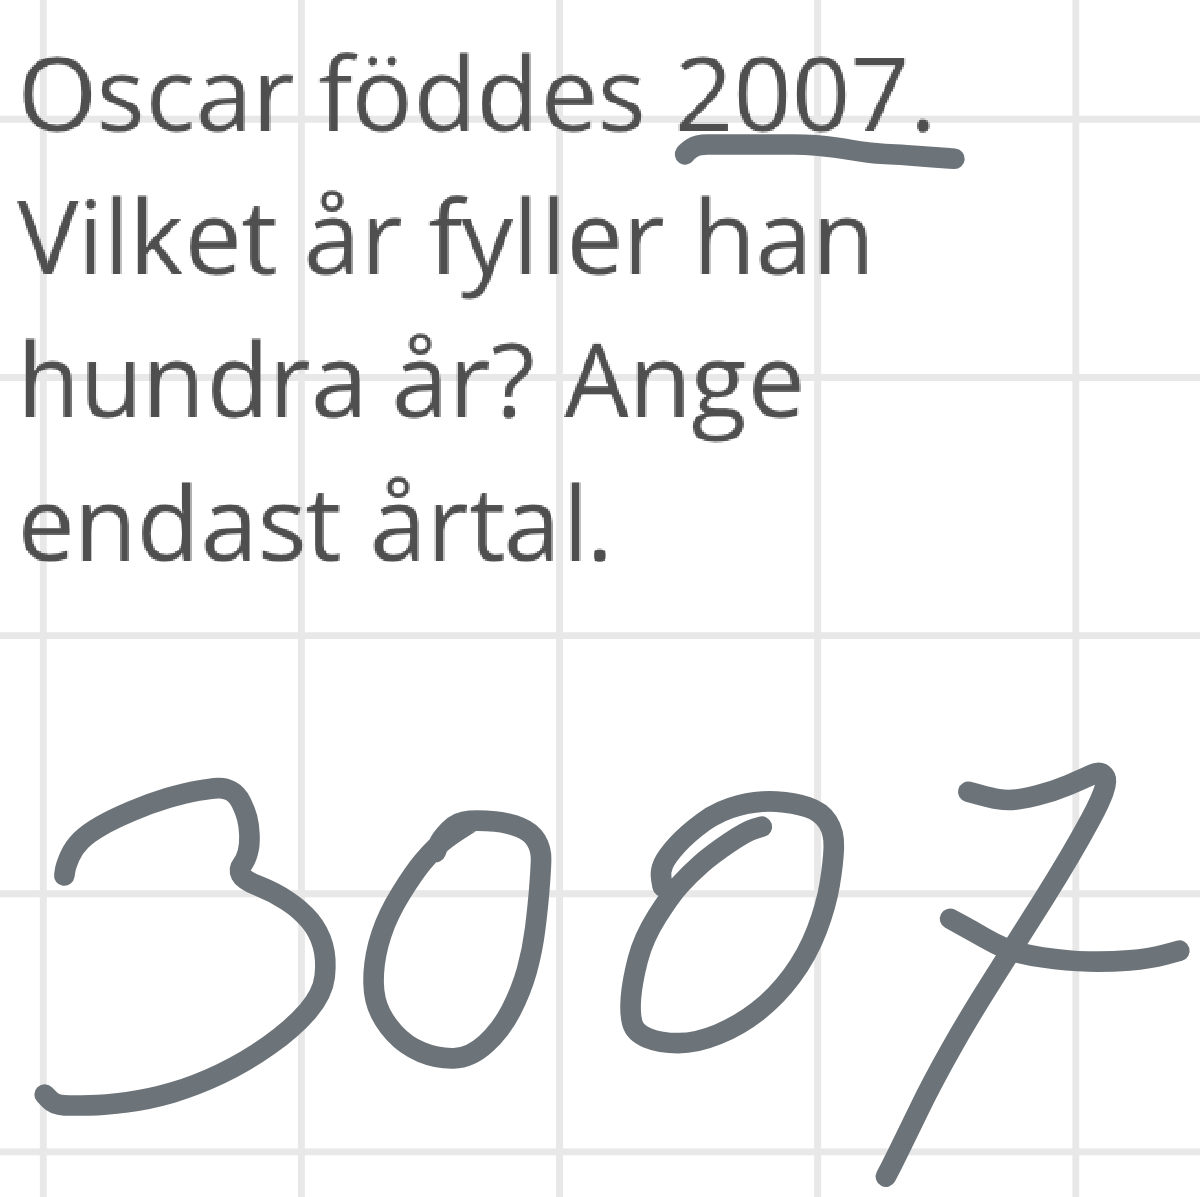 Oscar föddes 2007.
Vilket år fyller han
hundra år? Ange
endast årtal.
3007